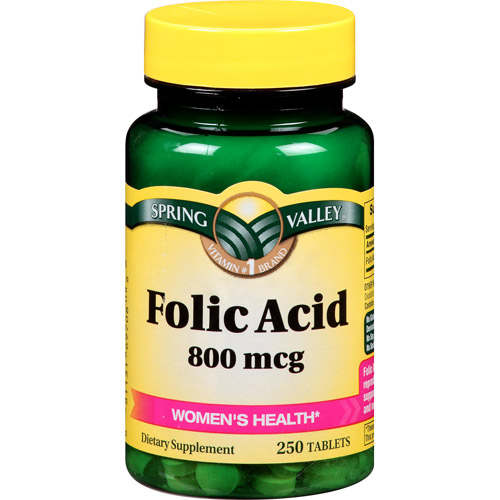 SPRING VALLEY®
VITAMIN #1 BRAND
Folic Acid
800 mcg
WOMEN'S HEALTH*
Dietary Supplement
250 TABLETS